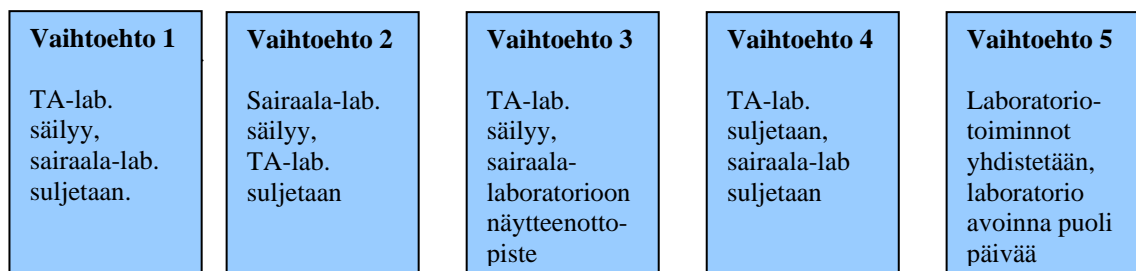 Vaihtoehto 1
TA-lab.
säilyy,
sairaala-lab.
suljetaan.
Vaihtoehto 2
Sairaala-lab.
säilyy,
TA-lab.
suljetaan
Vaihtoehto 3
TA-lab.
säilyy,
sairaala-
laboratorioon
näytteenotto-
piste
Vaihtoehto 4
TA-lab.
suljetaan,
sairaala-lab
suljetaan
Vaihtoehto 5
Laboratorio-
toiminnot
yhdistetään,
laboratorio
avoinna puoli
päivää